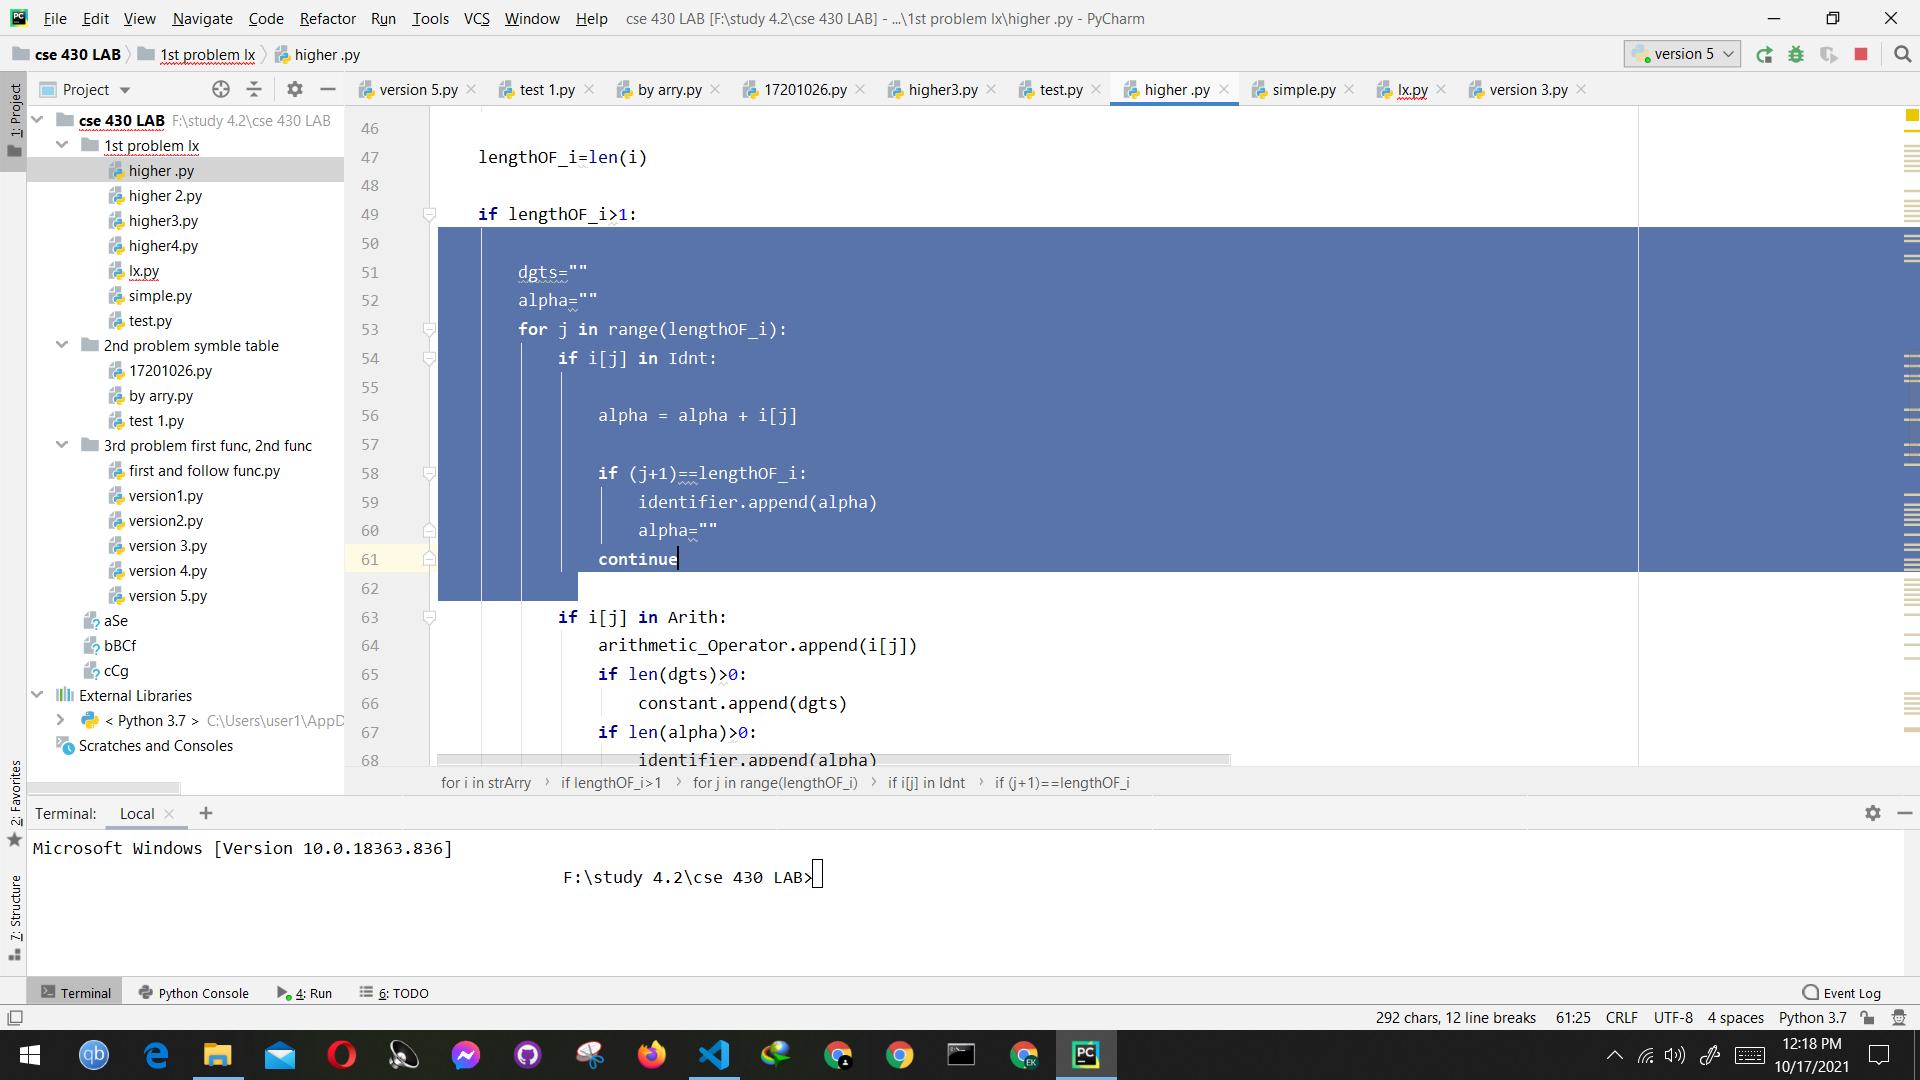 File Edit View Navigate Code Refactor Run Tools VCS Window Help cse 430 LAB [F:\study 4.2\cse 430 LAB] - ...\1st problem lx\higher .py - PyCharm
cse 430 LAB 1st problem lx higher .py version 5
Project version 5.py test 1.py by arry.py 17201026.py higher3.py test.py higher .py simple.py lx.py version 3.py
1: Project
cse 430 LAB F:\study 4.2\cse 430 LAB
1st problem lx
higher .py
higher 2.py
higher3.py
higher4.py
lx.py
simple.py
test.py
2nd problem symble table
17201026.py
by arry.py
test 1.py
3rd problem first func, 2nd func
first and follow func.py
version1.py
version2.py
version 3.py
version 4.py
version 5.py
aSe
bBCf
cCg
External Libraries
< Python 3.7 > C:\Users\user1\AppD
Scratches and Consoles
46
47 lengthOF_i=len(i)
48
49 if lengthOF_i>1:
50
51 dgts=""
52 alpha=""
53 for j in range(lengthOF_i):
54 if i[j] in Idnt:
55
56 alpha = alpha + i[j]
57
58 if (j+1)==lengthOF_i:
59 identifier.append(alpha)
60 alpha=""
61 continue
62
63 if i[j] in Arith:
64 arithmetic_Operator.append(i[j])
65 if len(dgts)>0:
66 constant.append(dgts)
67 if len(alpha)>0:
68 identifier.append(alpha)
for i in strArry › if lengthOF_i>1 › for j in range(lengthOF_i) › if i[j] in Idnt › if (j+1)==lengthOF_i
2: Favorites
7: Structure
Terminal: Local +
Microsoft Windows [Version 10.0.18363.836]
F:\study 4.2\cse 430 LAB>
Terminal Python Console 4: Run 6: TODO Event Log
292 chars, 12 line breaks 61:25 CRLF UTF-8 4 spaces Python 3.7
qb PC EK
12:18 PM
10/17/2021